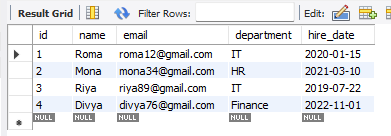 Result Grid Filter Rows: Edit:
id name email department hire_date
1 Roma roma12@gmail.com IT 2020-01-15
2 Mona mona34@gmail.com HR 2021-03-10
3 Riya riya89@gmail.com IT 2019-07-22
4 Divya divya76@gmail.com Finance 2022-11-01
NULL NULL NULL NULL NULL